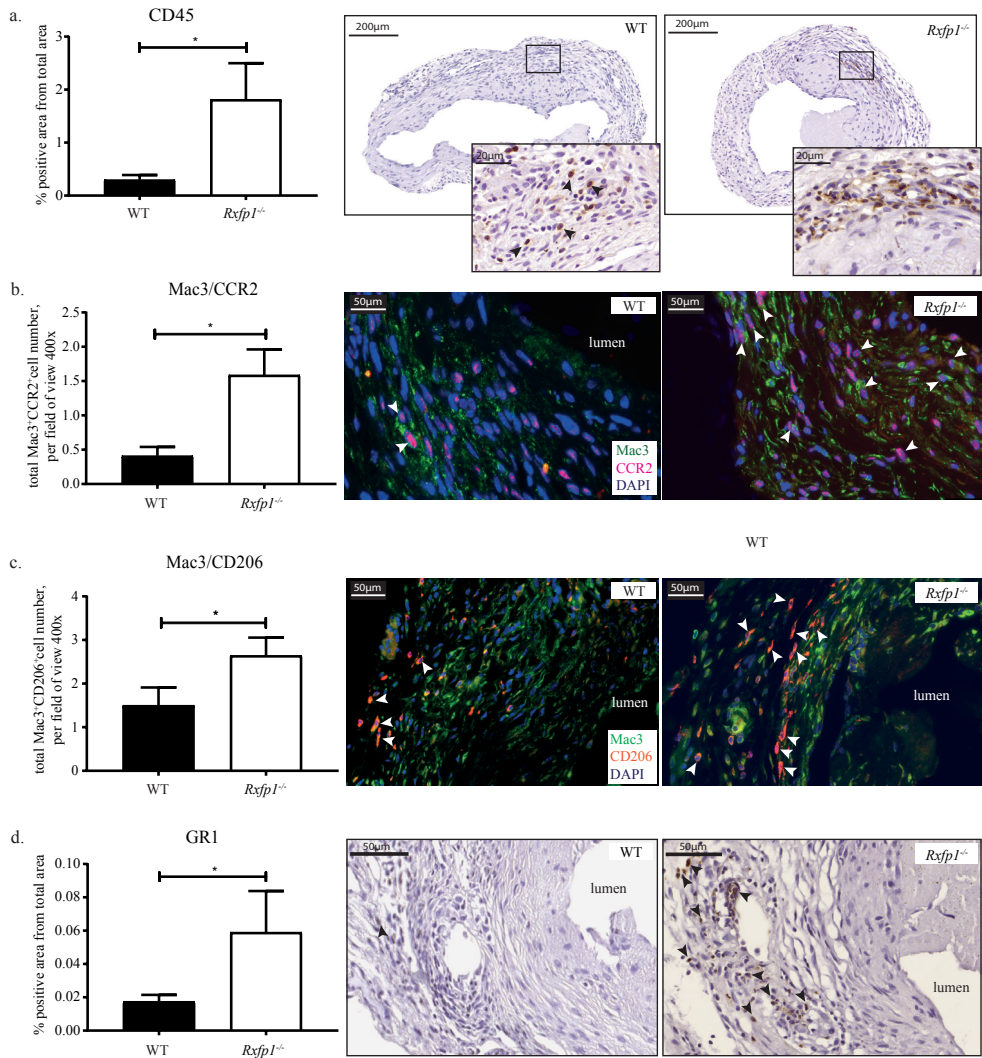 a.
CD45
% positive area from total area
3
2
1
0
WT
Rxfp1-/-
*
200μm
WT
20μm
200μm
Rxfp1-/-
20μm
b.
Mac3/CCR2
total Mac3+CCR2+cell number,
per field of view 400x
2.5
2.0
1.5
1.0
0.5
0.0
WT
Rxfp1-/-
*
50μm
WT
lumen
Mac3
CCR2
DAPI
50μm
Rxfp1-/-
WT
c.
Mac3/CD206
total Mac3+CD206+cell number,
per field of view 400x
4
3
2
1
0
WT
Rxfp1-/-
*
50μm
WT
lumen
Mac3
CD206
DAPI
50μm
Rxfp1-/-
lumen
d.
GR1
% positive area from total area
0.10
0.08
0.06
0.04
0.02
0.00
WT
Rxfp1-/-
*
50μm
WT
lumen
50μm
Rxfp1-/-
lumen